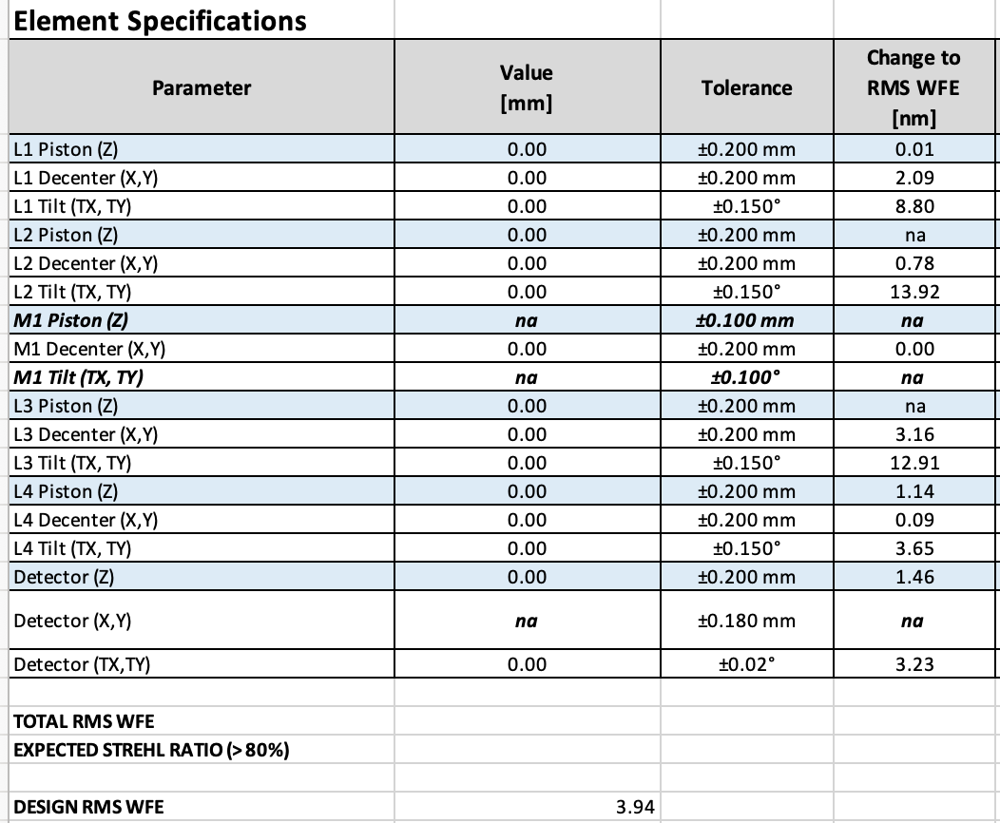 Element Specifications
Parameter Value [mm] Tolerance Change to RMS WFE [nm]
L1 Piston (Z) 0.00 ±0.200 mm 0.01
L1 Decenter (X,Y) 0.00 ±0.200 mm 2.09
L1 Tilt (TX, TY) 0.00 ±0.150° 8.80
L2 Piston (Z) 0.00 ±0.200 mm na
L2 Decenter (X,Y) 0.00 ±0.200 mm 0.78
L2 Tilt (TX, TY) 0.00 ±0.150° 13.92
M1 Piston (Z) na ±0.100 mm na
M1 Decenter (X,Y) 0.00 ±0.200 mm 0.00
M1 Tilt (TX, TY) na ±0.100° na
L3 Piston (Z) 0.00 ±0.200 mm na
L3 Decenter (X,Y) 0.00 ±0.200 mm 3.16
L3 Tilt (TX, TY) 0.00 ±0.150° 12.91
L4 Piston (Z) 0.00 ±0.200 mm 1.14
L4 Decenter (X,Y) 0.00 ±0.200 mm 0.09
L4 Tilt (TX, TY) 0.00 ±0.150° 3.65
Detector (Z) 0.00 ±0.200 mm 1.46
Detector (X,Y) na ±0.180 mm na
Detector (TX,TY) 0.00 ±0.02° 3.23
TOTAL RMS WFE
EXPECTED STREHL RATIO (> 80%)
DESIGN RMS WFE 3.94